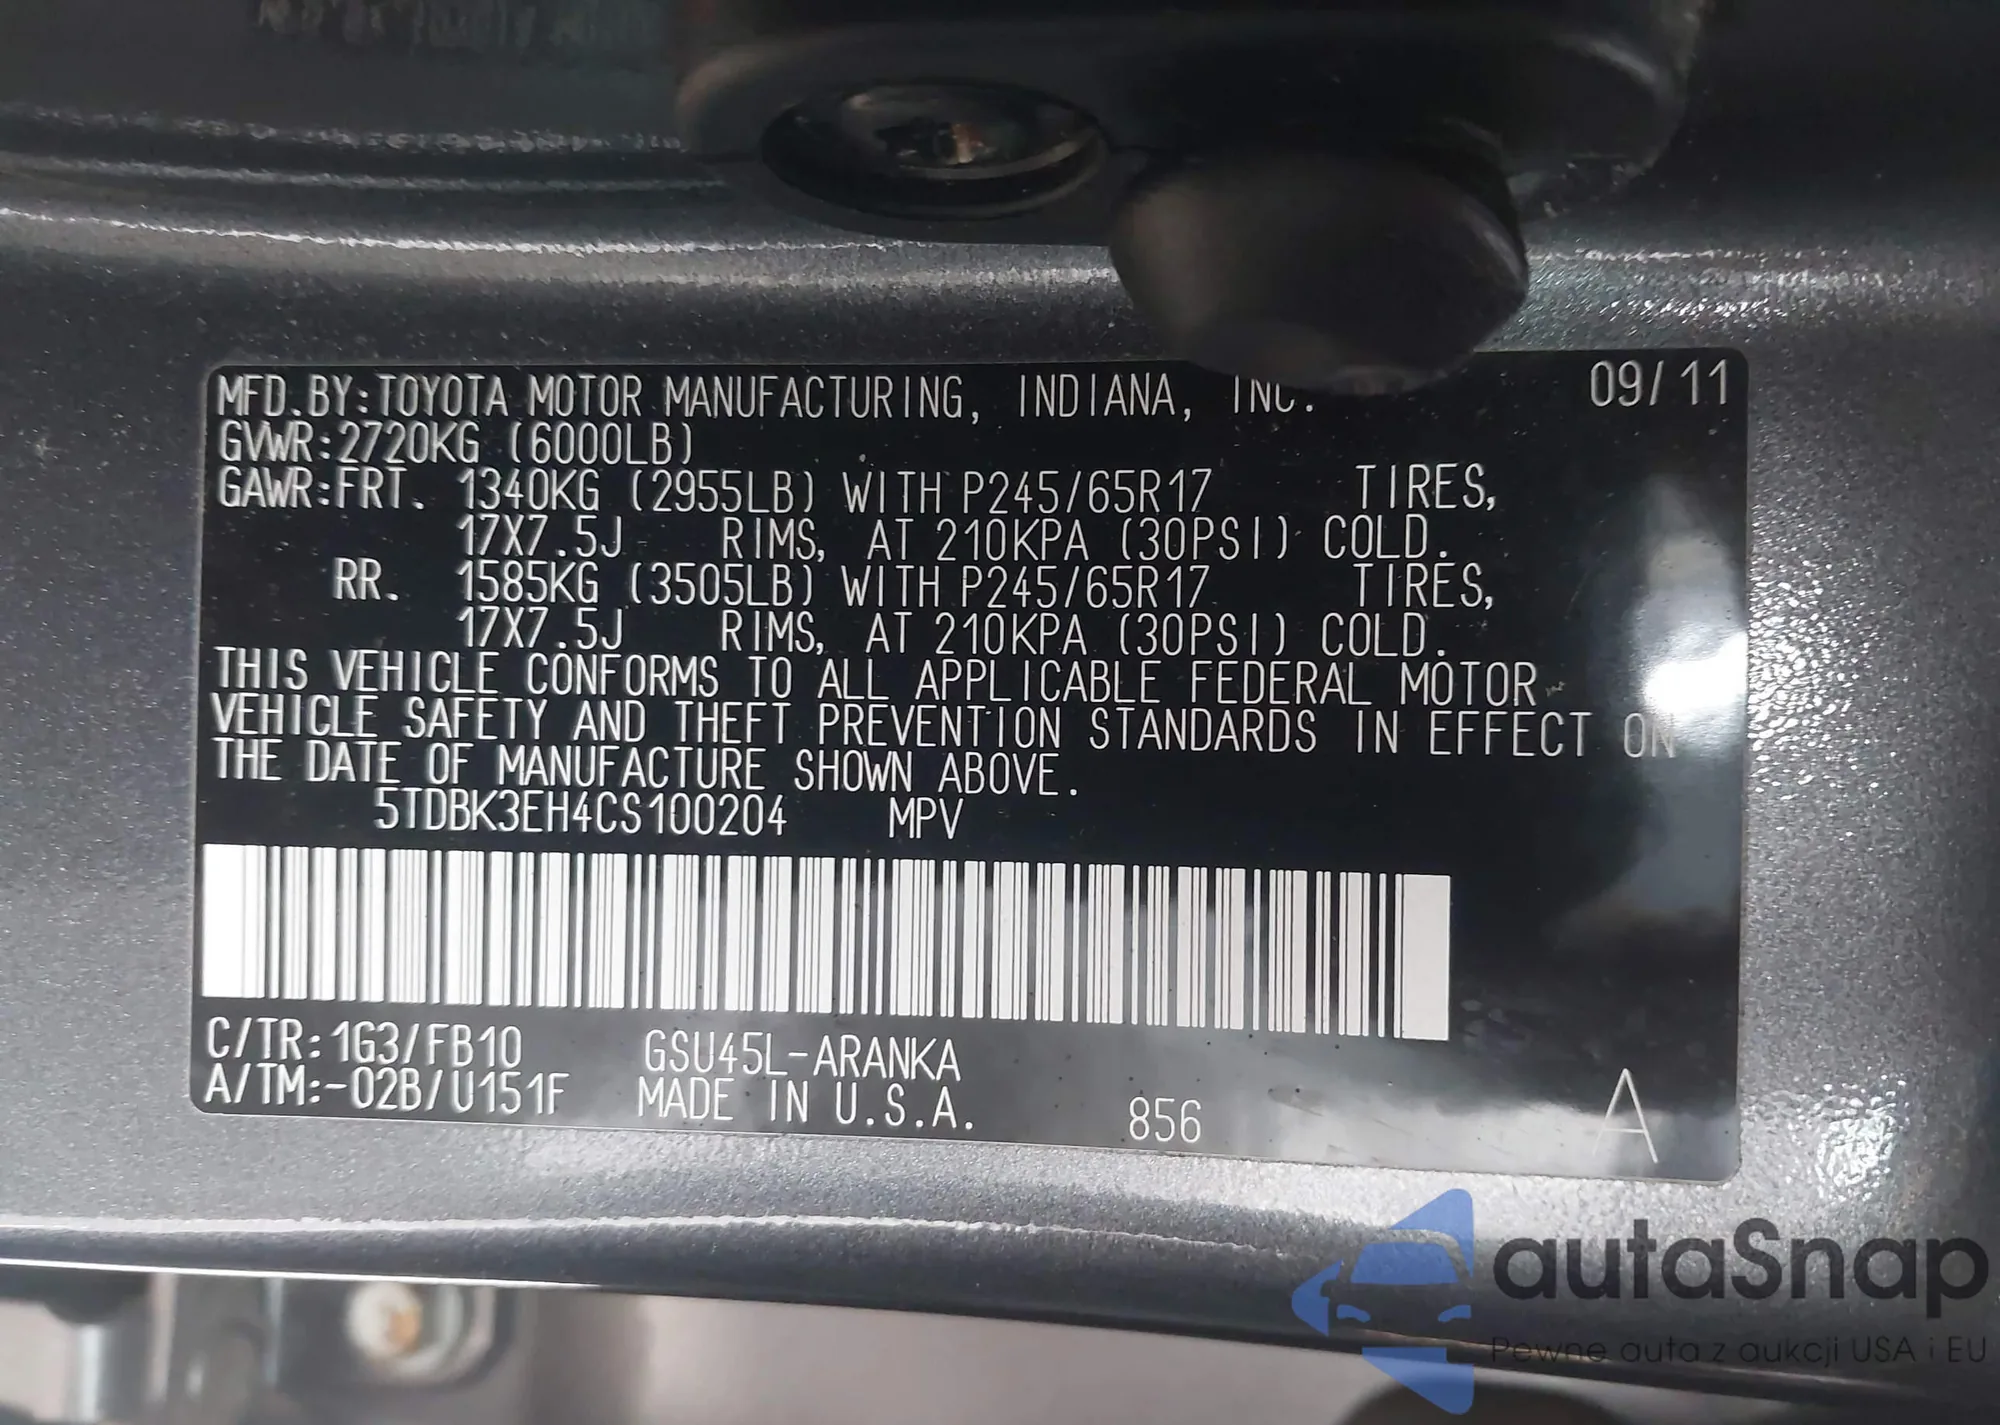 MFD.BY:TOYOTA MOTOR MANUFACTURING, INDIANA, INC. 09/11
GVWR:2720KG (6000LB)
GAWR:FRT. 1340KG (2955LB) WITH P245/65R17 TIRES,
17X7.5J RIMS, AT 210KPA (30PSI) COLD.
RR. 1585KG (3505LB) WITH P245/65R17 TIRES,
17X7.5J RIMS, AT 210KPA (30PSI) COLD.
THIS VEHICLE CONFORMS TO ALL APPLICABLE FEDERAL MOTOR
VEHICLE SAFETY AND THEFT PREVENTION STANDARDS IN EFFECT ON
THE DATE OF MANUFACTURE SHOWN ABOVE.
5TDBK3EH4CS100204 MPV
C/TR:1G3/FB10 GSU45L-ARANKA
A/TM:-02B/U151F MADE IN U.S.A. 856 A
autaSnap
Pewne auta z aukcji USA i EU